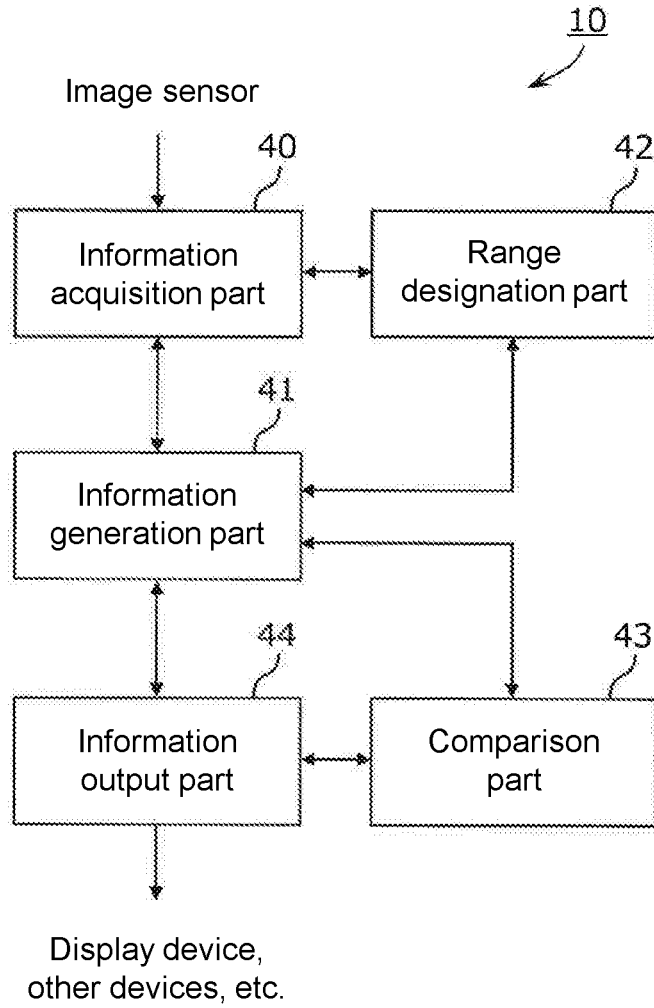 10
Image sensor
40
42
Information
acquisition part
Range
designation part
41
Information
generation part
44
43
Information
output part
Comparison
part
Display device,
other devices, etc.